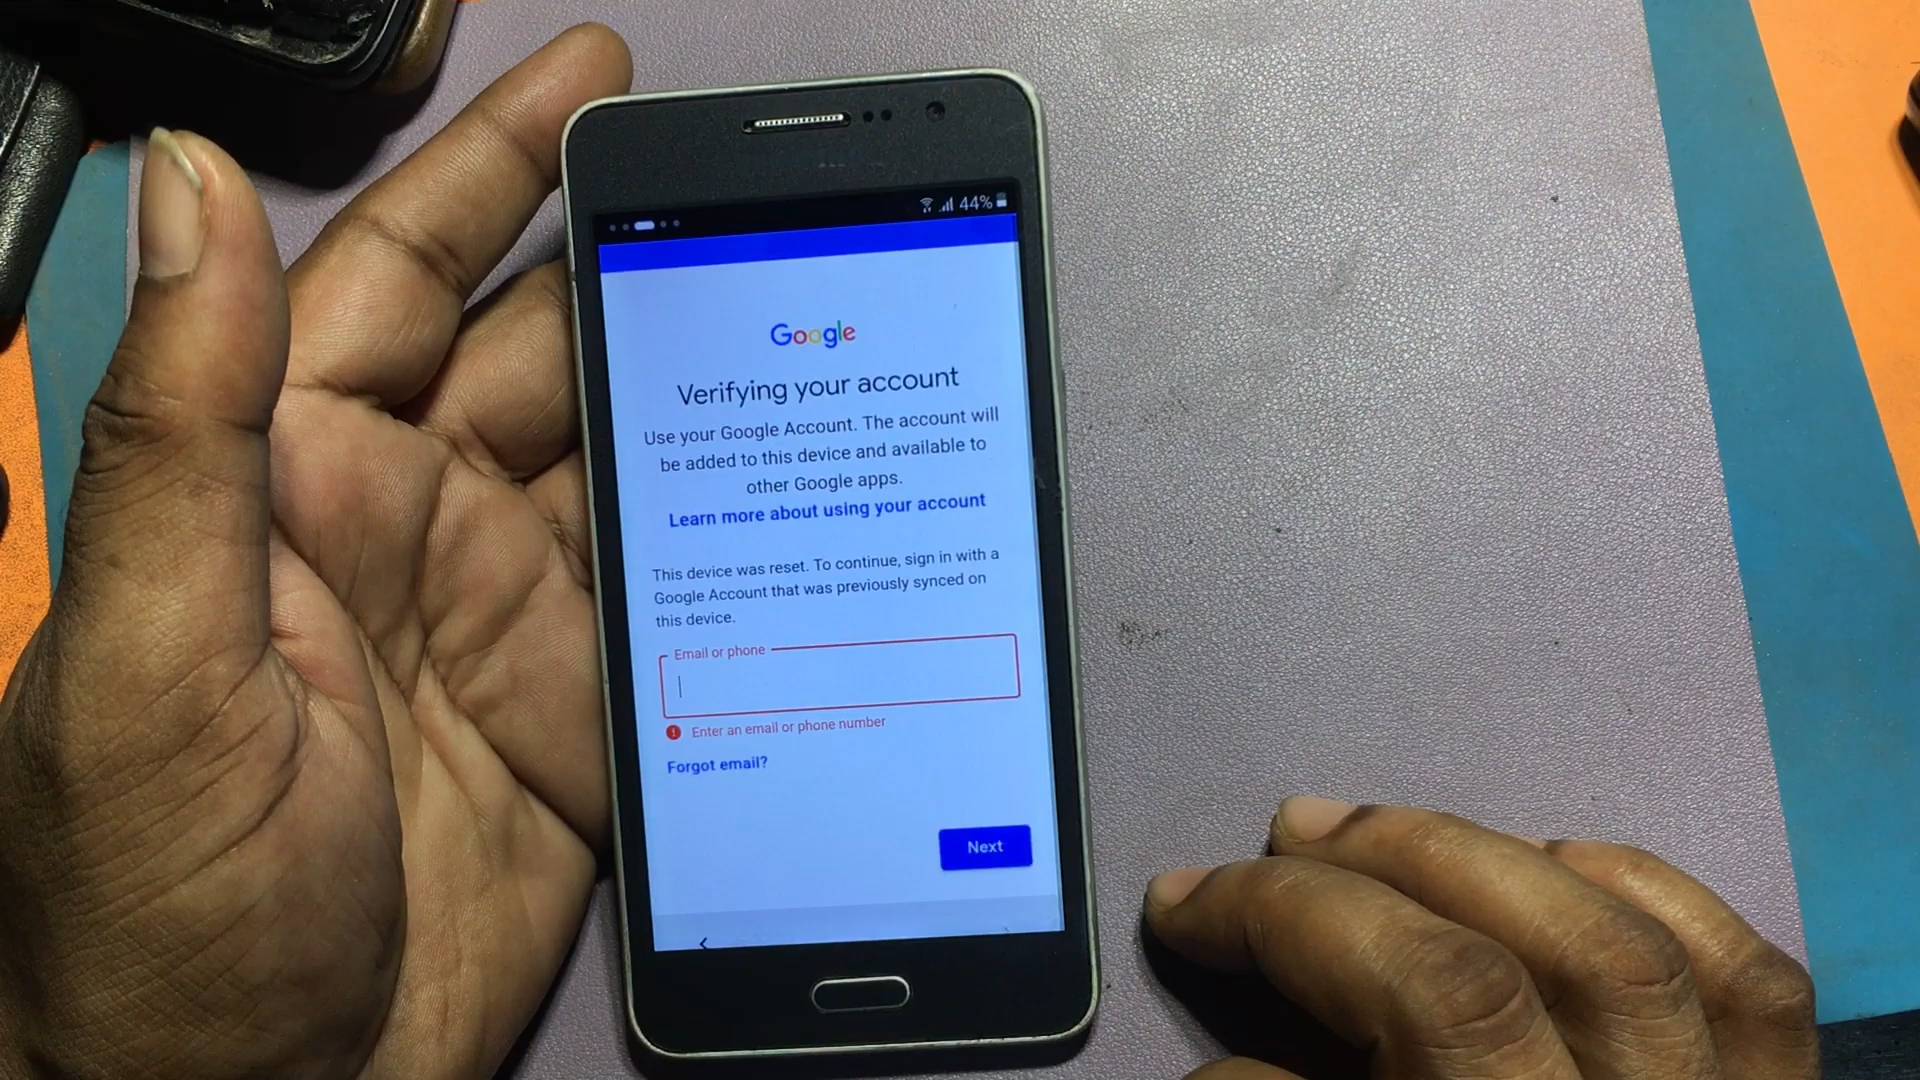 44%
Google
Verifying your account
Use your Google Account. The account will
be added to this device and available to
other Google apps.
Learn more about using your account
This device was reset. To continue, sign in with a
Google Account that was previously synced on
this device.
Email or phone
Enter an email or phone number
Forgot email?
Next